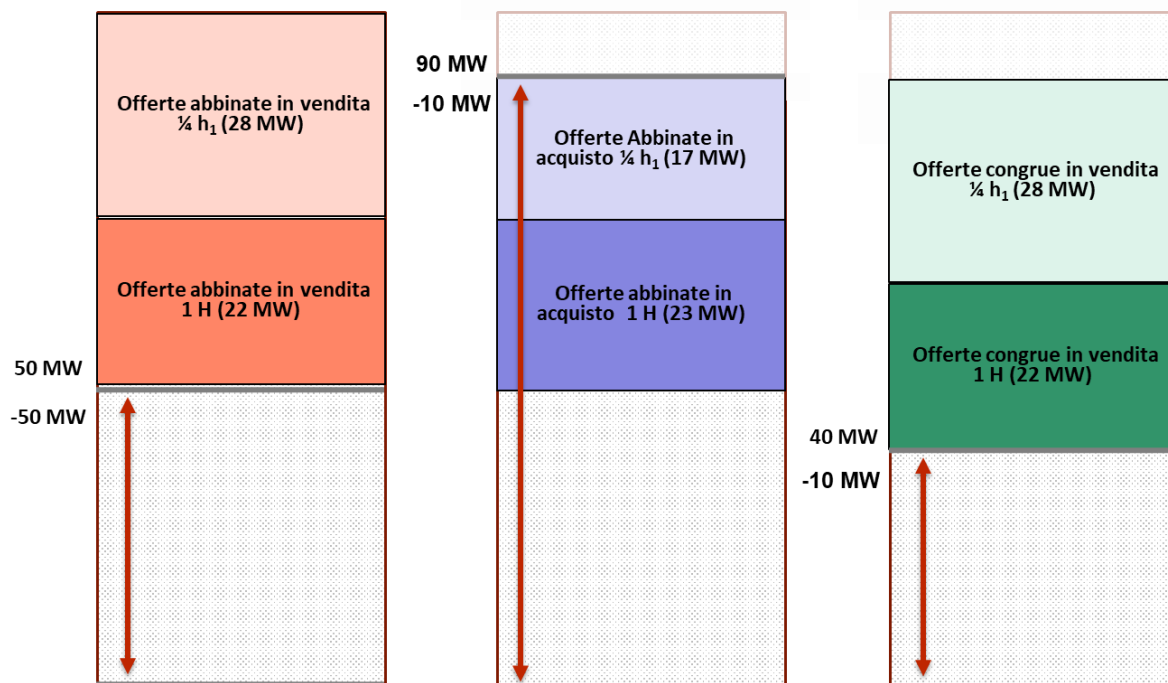 Offerte abbinate in vendita
¼ h₁ (28 MW)
Offerte abbinate in vendita
1 H (22 MW)
50 MW
-50 MW
90 MW
-10 MW
Offerte Abbinate in
acquisto ¼ h₁ (17 MW)
Offerte abbinate in
acquisto 1 H (23 MW)
Offerte congrue in vendita
¼ h₁ (28 MW)
Offerte congrue in vendita
1 H (22 MW)
40 MW
-10 MW